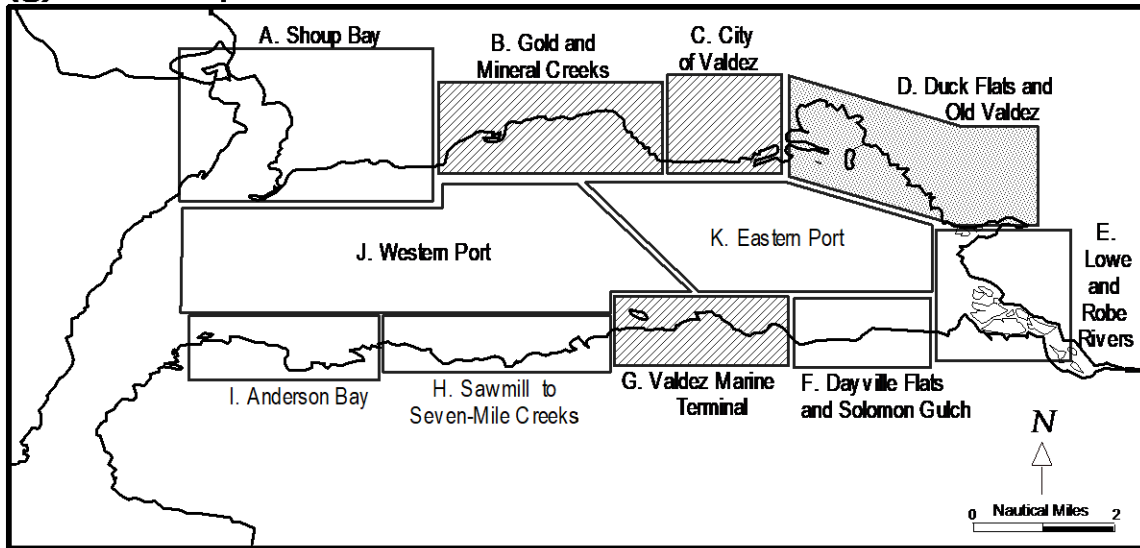 A. Shoup Bay
B. Gold and
Mineral Creeks
C. City
of Valdez
D. Duck Flats and
Old Valdez
J. Western Port
K. Eastern Port
E.
Lowe
and
Robe
Rivers
I. Anderson Bay
H. Sawmill to
Seven-Mile Creeks
G. Valdez Marine
Terminal
F. Dayville Flats
and Solomon Gulch
N
0 Nautical Miles 2